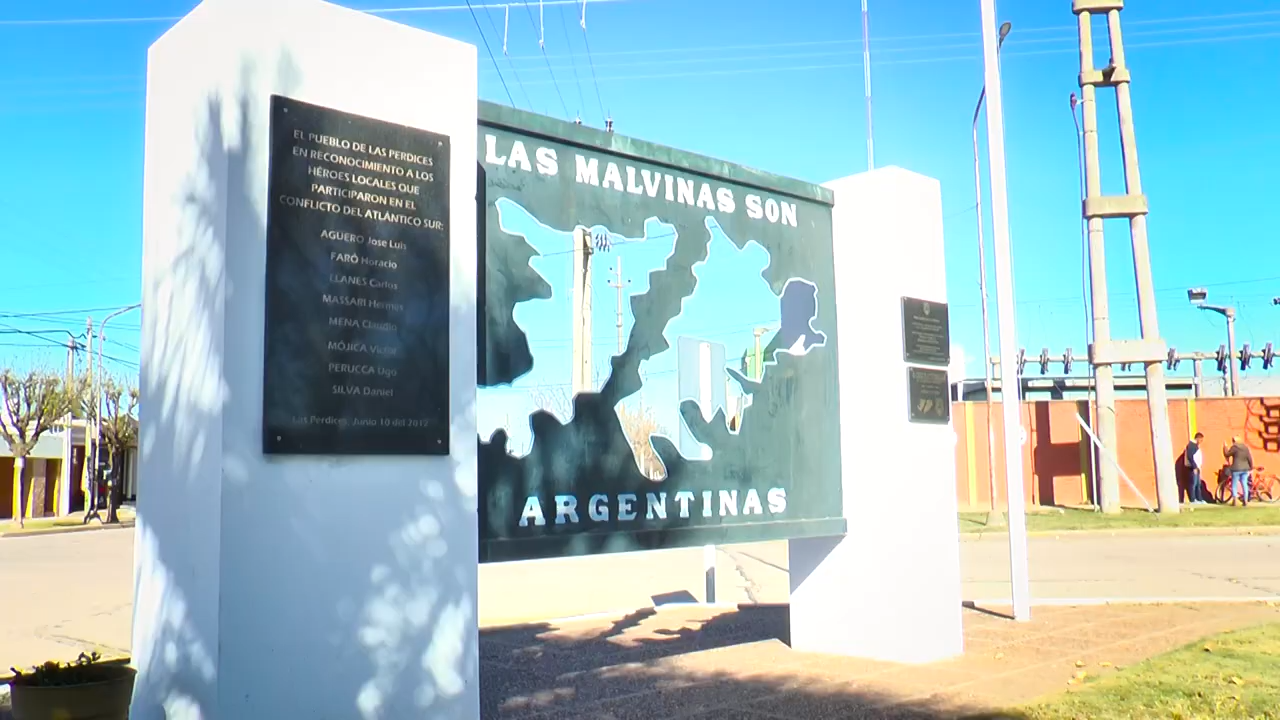 EL PUEBLO DE LAS PERDICES
EN RECONOCIMIENTO A LOS
HÉROES LOCALES QUE
PARTICIPARON EN EL
CONFLICTO DEL ATLÁNTICO SUR:
AGUERO Jose Luis
FARÓ Horacio
LLANES Carlos
MASSARI Hermes
MENA Claudio
MÓJICA Victor
PERUCCA Ugo
SILVA Daniel
Las Perdices, Junio 10 del 2012
LAS MALVINAS SON
ARGENTINAS